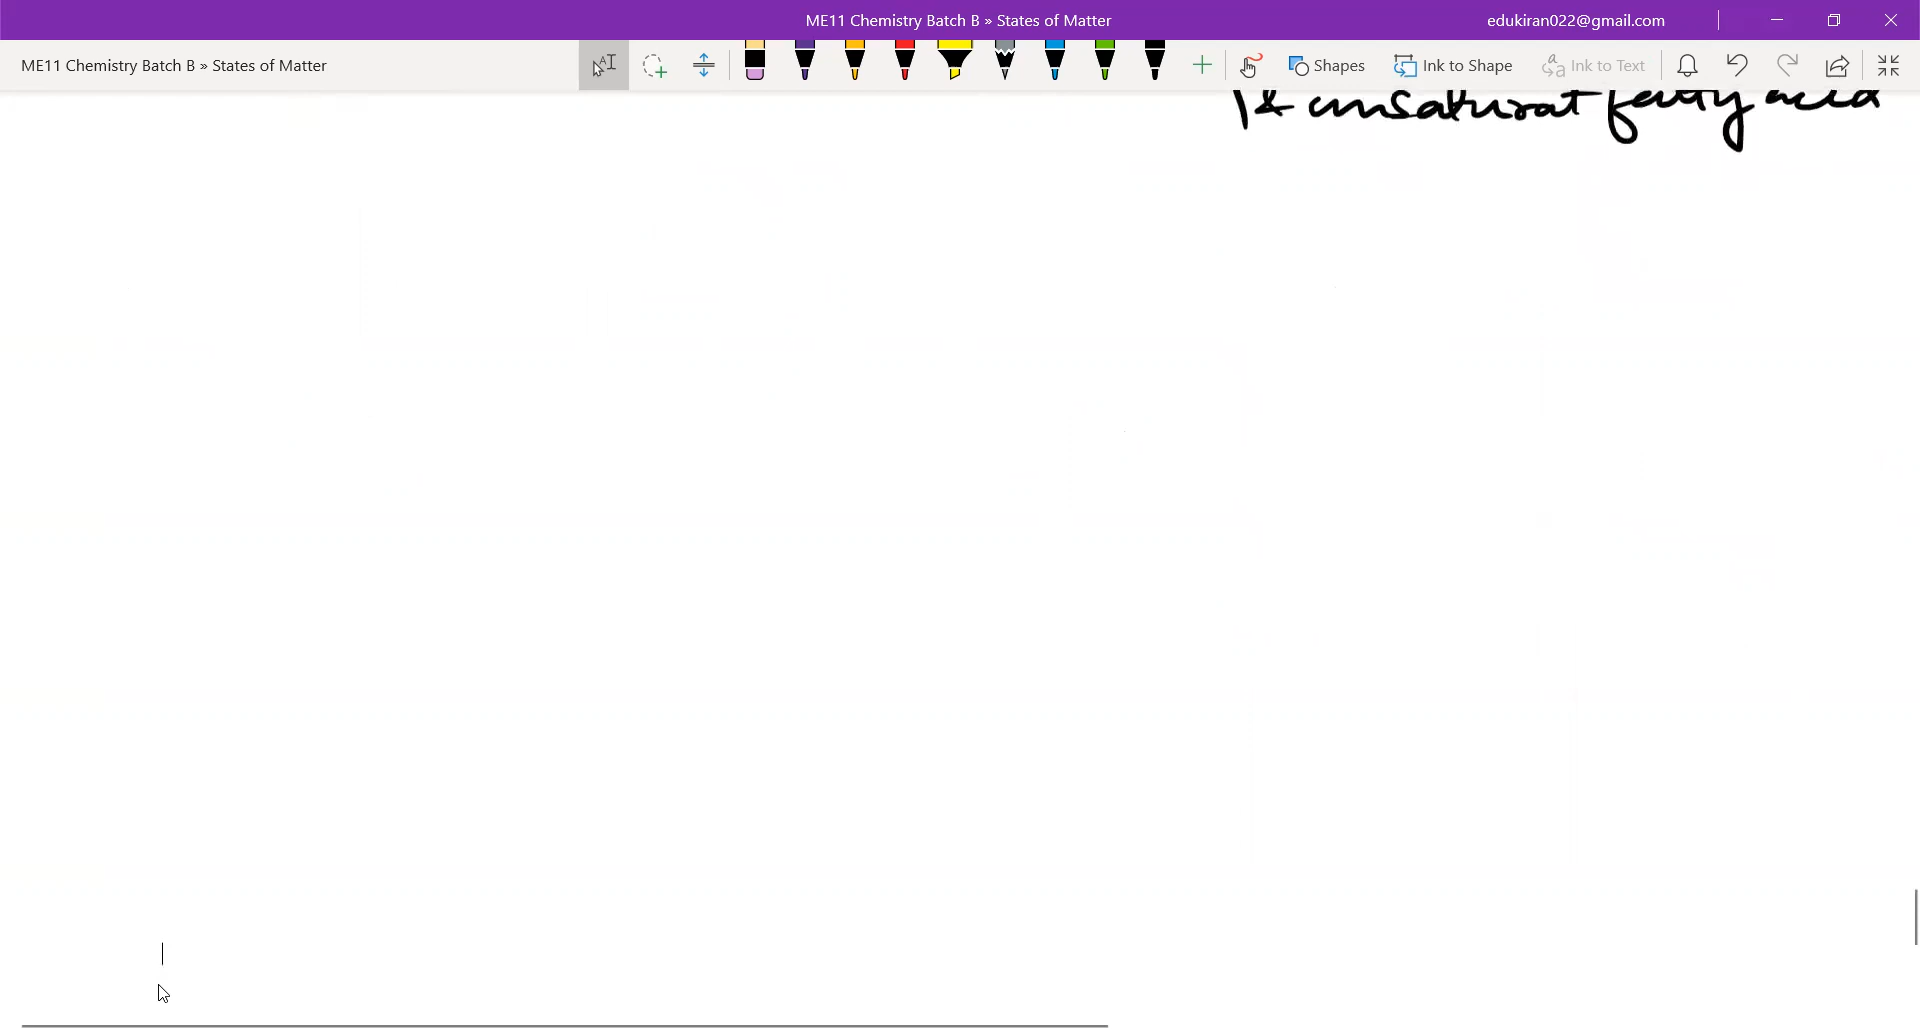 ME11 Chemistry Batch B » States of Matter
edukiran022@gmail.com
ME11 Chemistry Batch B » States of Matter
Shapes
Ink to Shape
Ink to Text
& unsaturat fatty acid